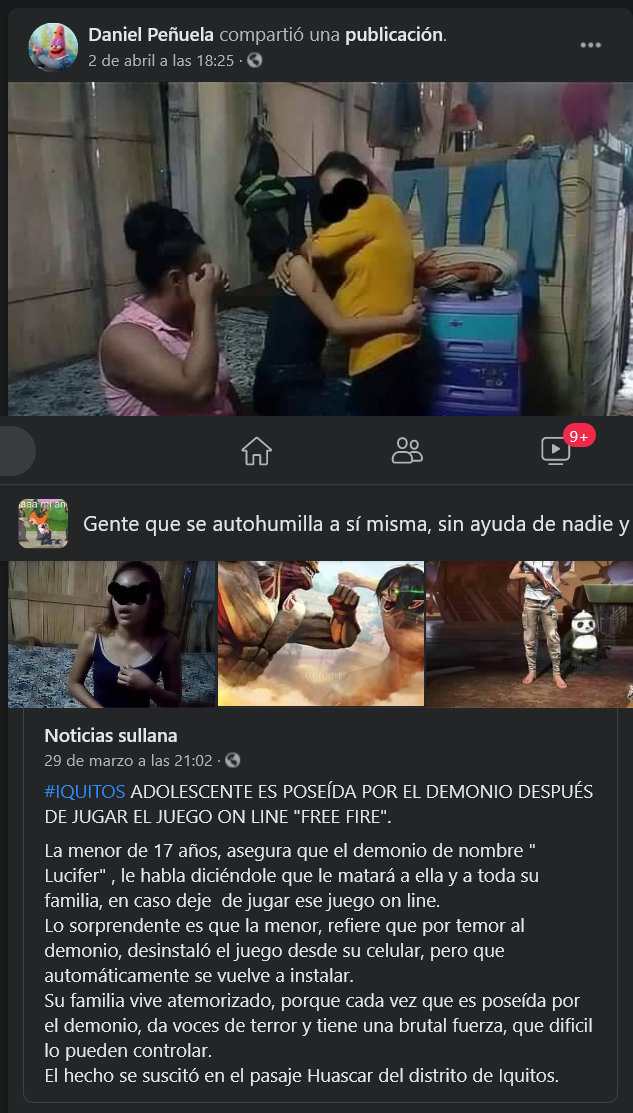 Daniel Peñuela compartió una publicación.
2 de abril a las 18:25 ·
9+
Gente que se autohumilla a sí misma, sin ayuda de nadie y
Noticias sullana
29 de marzo a las 21:02 ·
#IQUITOS ADOLESCENTE ES POSEÍDA POR EL DEMONIO DESPUÉS
DE JUGAR EL JUEGO ON LINE "FREE FIRE".
La menor de 17 años, asegura que el demonio de nombre "
Lucifer" , le habla diciéndole que le matará a ella y a toda su
familia, en caso deje  de jugar ese juego on line.
Lo sorprendente es que la menor, refiere que por temor al
demonio, desinstaló el juego desde su celular, pero que
automáticamente se vuelve a instalar.
Su familia vive atemorizado, porque cada vez que es poseída por
el demonio, da voces de terror y tiene una brutal fuerza, que dificil
lo pueden controlar.
El hecho se suscitó en el pasaje Huascar del distrito de Iquitos.